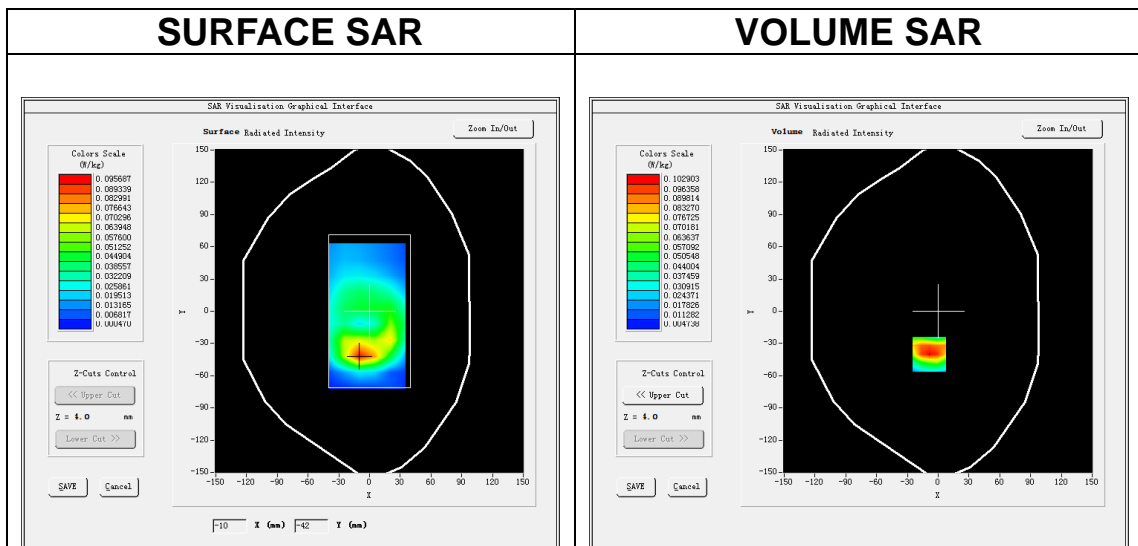 SURFACE SAR
VOLUME SAR
SAR Visualisation Graphical Interface
Surface Radiated Intensity
Zoom In/Out
Colors Scale
(W/kg)
0.095687
0.089339
0.082991
0.076643
0.070296
0.063948
0.057600
0.051252
0.044904
0.038557
0.032209
0.025861
0.019513
0.013165
0.006817
0.000470
150
120
90
60
30
0
-30
-60
-90
-120
-150
Y
-150 -120 -90 -60 -30 0 30 60 90 120 150
X
Z-Cuts Control
<< Upper Cut
Z = 4.0 mm
Lower Cut >>
SAVE Cancel
-10 X (mm) -42 Y (mm)
SAR Visualisation Graphical Interface
Volume Radiated Intensity
Zoom In/Out
Colors Scale
(W/kg)
0.102903
0.096358
0.089814
0.083270
0.076725
0.070181
0.063637
0.057092
0.050548
0.044004
0.037459
0.030915
0.024371
0.017826
0.011282
0.004738
150
120
90
60
30
0
-30
-60
-90
-120
-150
Y
-150 -120 -90 -60 -30 0 30 60 90 120 150
X
Z-Cuts Control
<< Upper Cut
Z = 4.0 mm
Lower Cut >>
SAVE Cancel